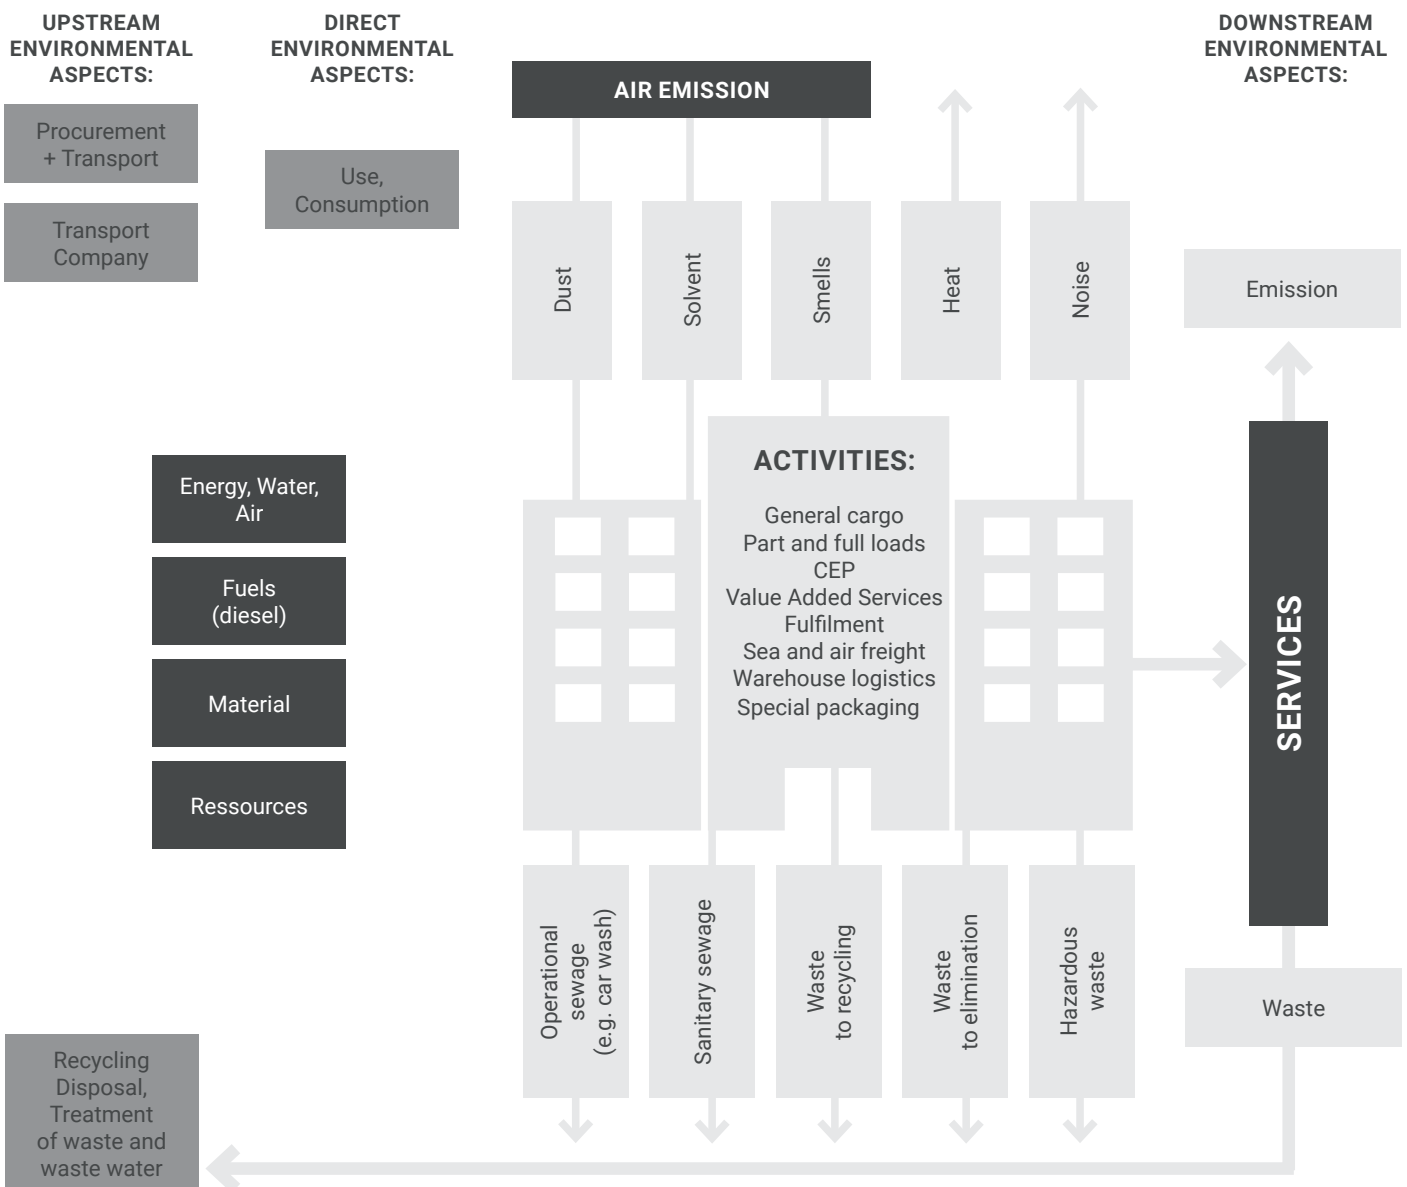 UPSTREAM
ENVIRONMENTAL
ASPECTS:
Procurement
+ Transport
Transport
Company
DIRECT
ENVIRONMENTAL
ASPECTS:
Use,
Consumption
Energy, Water,
Air
Fuels
(diesel)
Material
Ressources
Recycling
Disposal,
Treatment
of waste and
waste water
AIR EMISSION
Dust
Solvent
Smells
Heat
Noise
ACTIVITIES:
General cargo
Part and full loads
CEP
Value Added Services
Fulfilment
Sea and air freight
Warehouse logistics
Special packaging
Operational
sewage
(e.g. car wash)
Sanitary sewage
Waste
to recycling
Waste
to elimination
Hazardous
waste
DOWNSTREAM
ENVIRONMENTAL
ASPECTS:
Emission
SERVICES
Waste